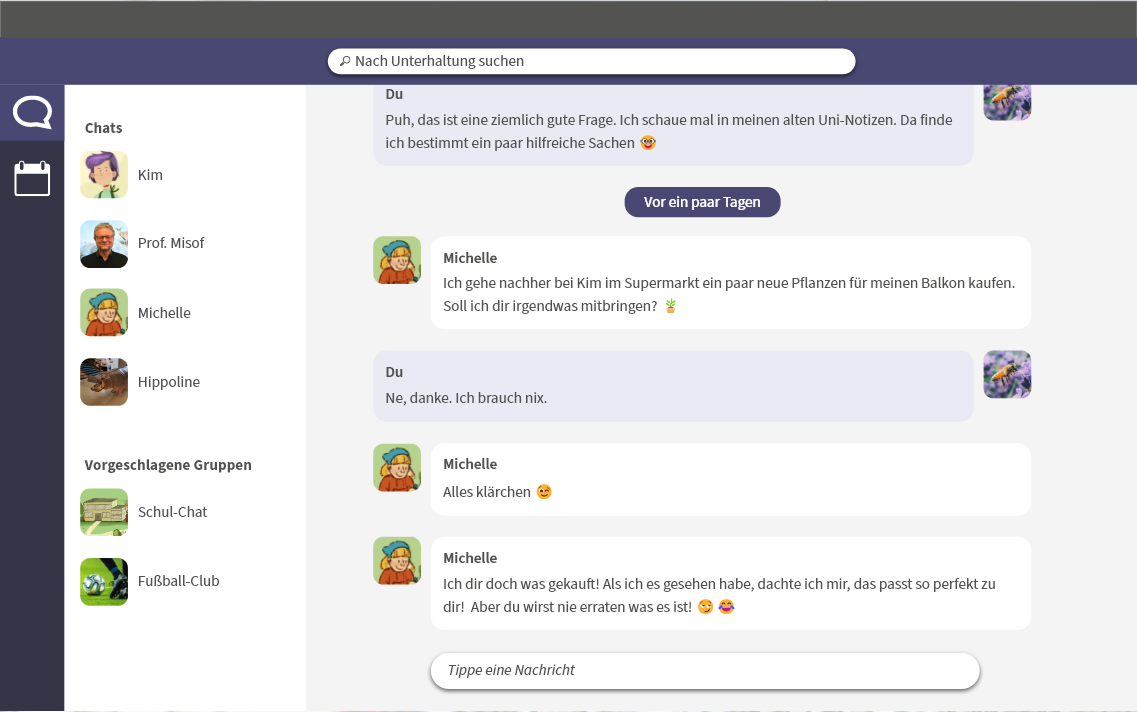 Nach Unterhaltung suchen
Chats
Kim
Prof. Misof
Michelle
Hippoline
Vorgeschlagene Gruppen
Schul-Chat
Fußball-Club
Du
Puh, das ist eine ziemlich gute Frage. Ich schaue mal in meinen alten Uni-Notizen. Da finde
ich bestimmt ein paar hilfreiche Sachen 🤓
Vor ein paar Tagen
Michelle
Ich gehe nachher bei Kim im Supermarkt ein paar neue Pflanzen für meinen Balkon kaufen.
Soll ich dir irgendwas mitbringen? 🪴
Du
Ne, danke. Ich brauch nix.
Michelle
Alles klärchen 😊
Michelle
Ich dir doch was gekauft! Als ich es gesehen habe, dachte ich mir, das passt so perfekt zu
dir! Aber du wirst nie erraten was es ist! 😏 😂
Tippe eine Nachricht